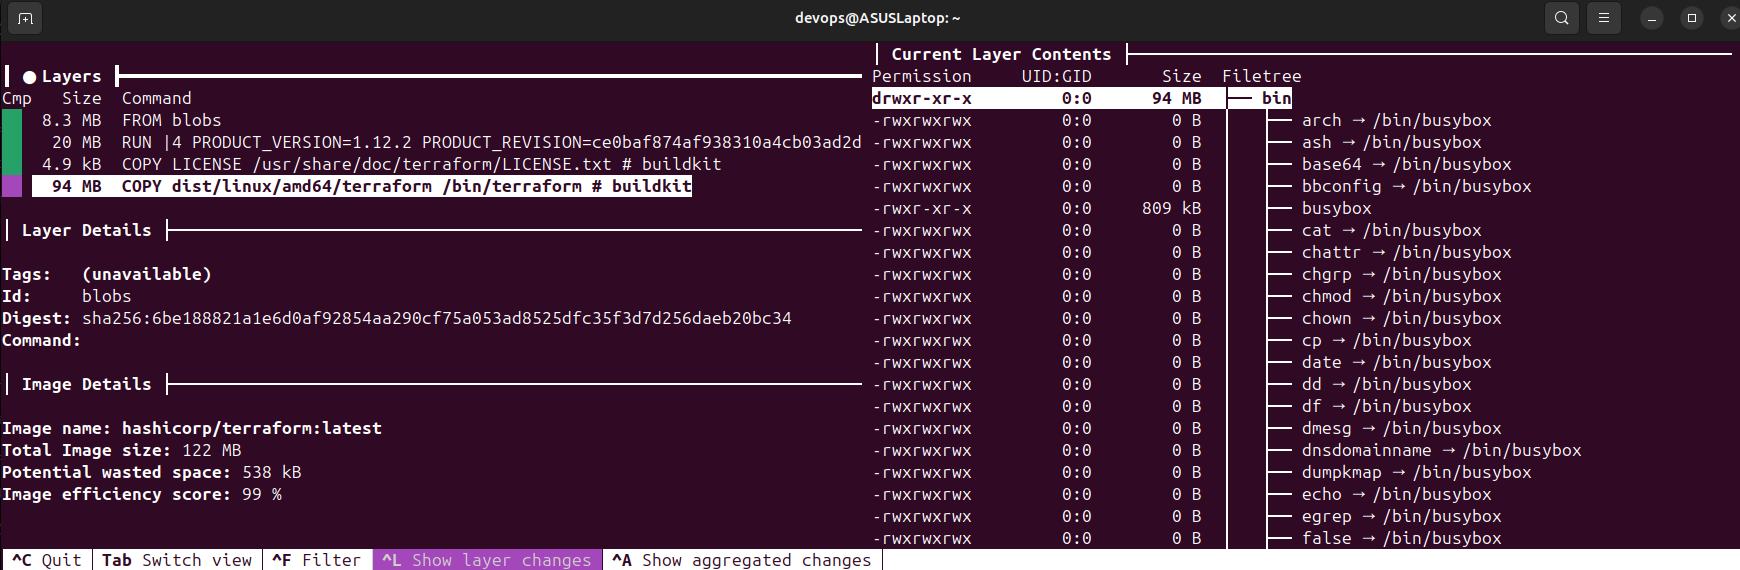 devops@ASUSLaptop: ~
Layers
Cmp Size Command
8.3 MB FROM blobs
20 MB RUN |4 PRODUCT_VERSION=1.12.2 PRODUCT_REVISION=ce0baf874af938310a4cb03ad2d
4.9 kB COPY LICENSE /usr/share/doc/terraform/LICENSE.txt # buildkit
94 MB COPY dist/linux/amd64/terraform /bin/terraform # buildkit
Layer Details
Tags: (unavailable)
Id: blobs
Digest: sha256:6be188821a1e6d0af92854aa290cf75a053ad8525dfc35f3d7d256daeb20bc34
Command:
Image Details
Image name: hashicorp/terraform:latest
Total Image size: 122 MB
Potential wasted space: 538 kB
Image efficiency score: 99 %
Current Layer Contents
Permission UID:GID Size Filetree
drwxr-xr-x 0:0 94 MB bin
-rwxrwxrwx 0:0 0 B arch → /bin/busybox
-rwxrwxrwx 0:0 0 B ash → /bin/busybox
-rwxrwxrwx 0:0 0 B base64 → /bin/busybox
-rwxrwxrwx 0:0 0 B bbconfig → /bin/busybox
-rwxr-xr-x 0:0 809 kB busybox
-rwxrwxrwx 0:0 0 B cat → /bin/busybox
-rwxrwxrwx 0:0 0 B chattr → /bin/busybox
-rwxrwxrwx 0:0 0 B chgrp → /bin/busybox
-rwxrwxrwx 0:0 0 B chmod → /bin/busybox
-rwxrwxrwx 0:0 0 B chown → /bin/busybox
-rwxrwxrwx 0:0 0 B cp → /bin/busybox
-rwxrwxrwx 0:0 0 B date → /bin/busybox
-rwxrwxrwx 0:0 0 B dd → /bin/busybox
-rwxrwxrwx 0:0 0 B df → /bin/busybox
-rwxrwxrwx 0:0 0 B dmesg → /bin/busybox
-rwxrwxrwx 0:0 0 B dnsdomainname → /bin/busybox
-rwxrwxrwx 0:0 0 B dumpkmap → /bin/busybox
-rwxrwxrwx 0:0 0 B echo → /bin/busybox
-rwxrwxrwx 0:0 0 B egrep → /bin/busybox
-rwxrwxrwx 0:0 0 B false → /bin/busybox
^C Quit Tab Switch view ^F Filter ^L Show layer changes ^A Show aggregated changes